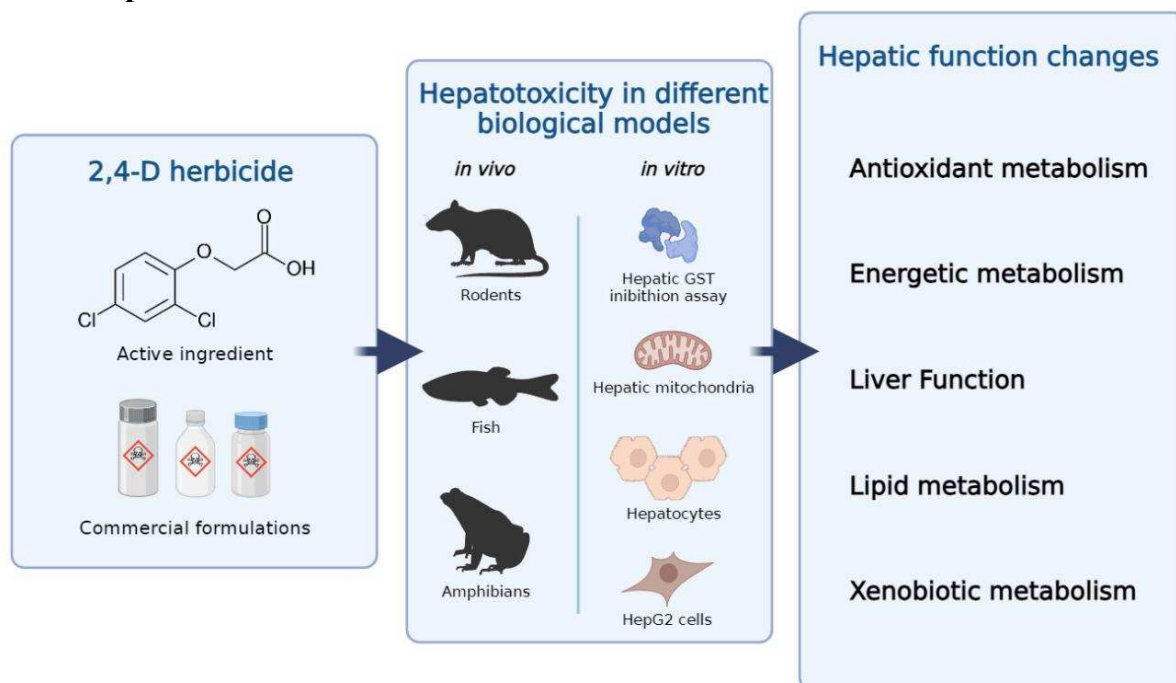 2,4-D herbicide
O
O
OH
Cl
Cl
Active ingredient
Commercial formulations
Hepatotoxicity in different
biological models
in vivo
in vitro
Rodents
Fish
Amphibians
Hepatic GST
inibithion assay
Hepatic mitochondria
Hepatocytes
HepG2 cells
Hepatic function changes
Antioxidant metabolism
Energetic metabolism
Liver Function
Lipid metabolism
Xenobiotic metabolism